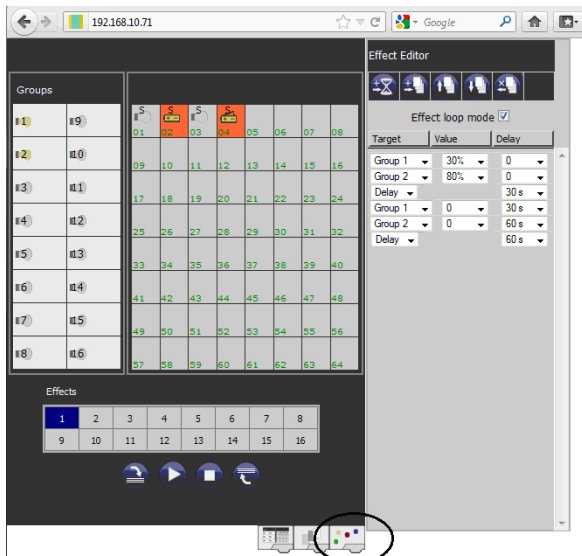 192.168.10.71
Google
Effect Editor
Groups
1 9
2 10
3 11
4 12
5 13
6 14
7 15
8 16
S S S S
01 02 03 04 05 06 07 08
09 10 11 12 13 14 15 16
17 18 19 20 21 22 23 24
25 26 27 28 29 30 31 32
33 34 35 36 37 38 39 40
41 42 43 44 45 46 47 48
49 50 51 52 53 54 55 56
57 58 59 60 61 62 63 64
Effect loop mode
Target Value Delay
Group 1 30% 0
Group 2 80% 0
Delay 30 s
Group 1 0 30 s
Group 2 0 60 s
Delay 60 s
Effects
1 2 3 4 5 6 7 8
9 10 11 12 13 14 15 16